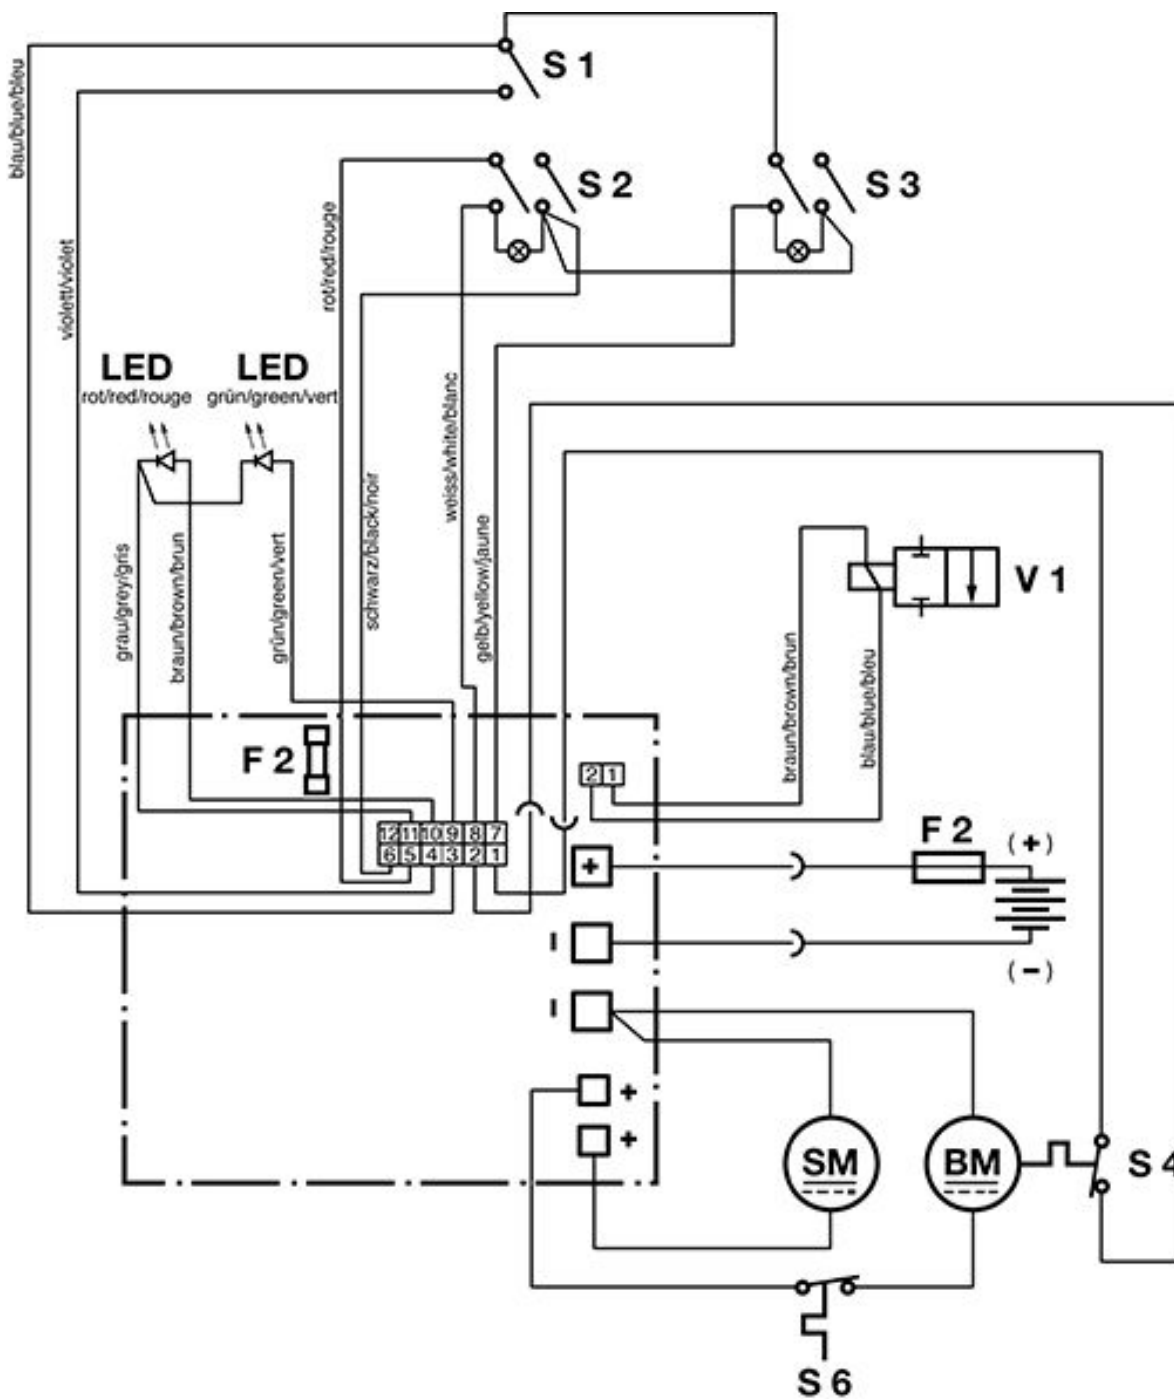 S 1
blau/blue/bleu
S 2
S 3
rot/red/rouge
violett/violet
LED
rot/red/rouge
LED
grün/green/vert
weiss/white/blanc
schwarz/black/noir
gelb/yellow/jaune
grau/grey/gris
braun/brown/brun
grün/green/vert
V 1
braun/brown/brun
blau/blue/bleu
F 2
2 1
12 11 10 9 8 7
6 5 4 3 2 1
F 2
(+)
+
-
(-)
-
+
+
SM
BM
S 4
S 6